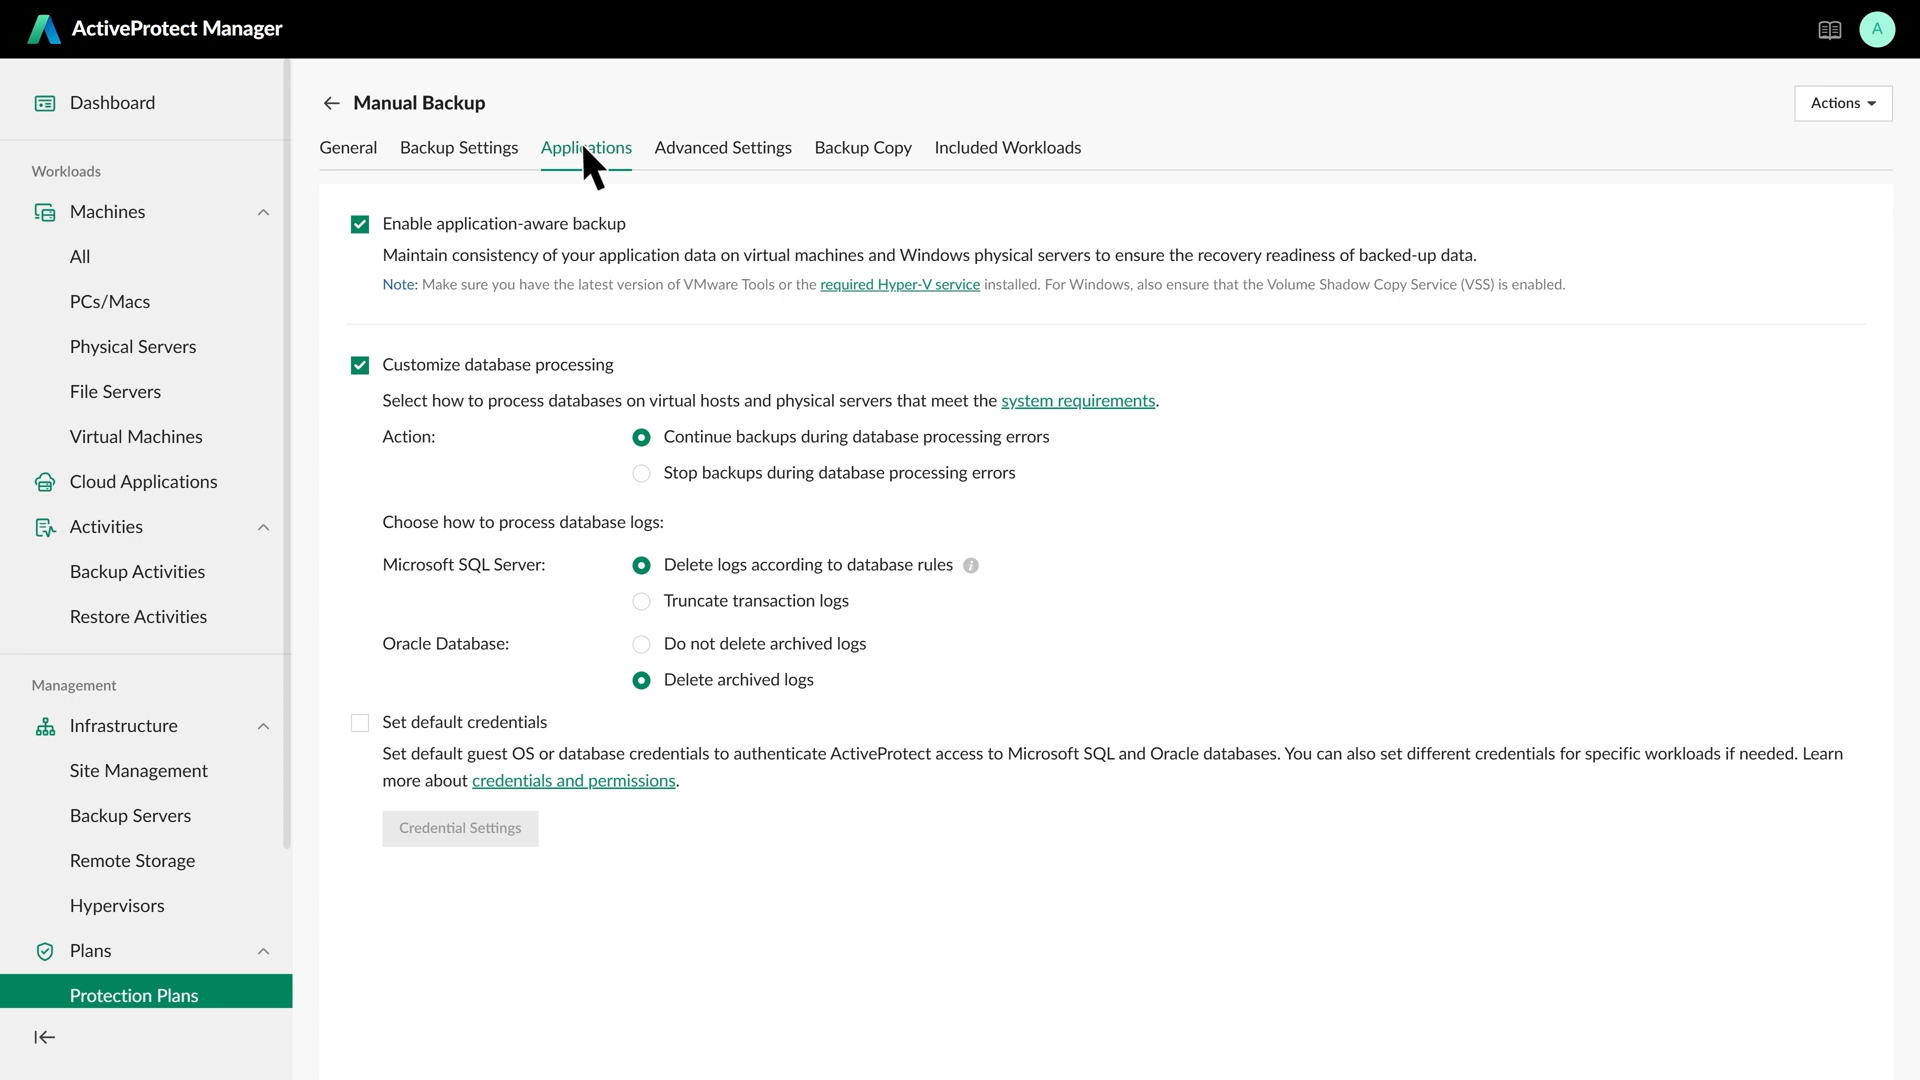 ActiveProtect Manager
A
Dashboard
Workloads
Machines
All
PCs/Macs
Physical Servers
File Servers
Virtual Machines
Cloud Applications
Activities
Backup Activities
Restore Activities
Management
Infrastructure
Site Management
Backup Servers
Remote Storage
Hypervisors
Plans
Protection Plans
Manual Backup
Actions
General Backup Settings Applications Advanced Settings Backup Copy Included Workloads
Enable application-aware backup
Maintain consistency of your application data on virtual machines and Windows physical servers to ensure the recovery readiness of backed-up data.
Note: Make sure you have the latest version of VMware Tools or the required Hyper-V service installed. For Windows, also ensure that the Volume Shadow Copy Service (VSS) is enabled.
Customize database processing
Select how to process databases on virtual hosts and physical servers that meet the system requirements.
Action: Continue backups during database processing errors
Stop backups during database processing errors
Choose how to process database logs:
Microsoft SQL Server: Delete logs according to database rules i
Truncate transaction logs
Oracle Database: Do not delete archived logs
Delete archived logs
Set default credentials
Set default guest OS or database credentials to authenticate ActiveProtect access to Microsoft SQL and Oracle databases. You can also set different credentials for specific workloads if needed. Learn
more about credentials and permissions.
Credential Settings